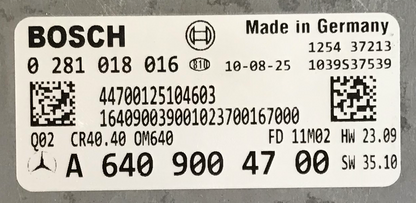 BOSCH
Made in Germany
1254 37213
0 281 018 016 10-08-25 1039S37539
44700125104603
164090039001023700167000
Q02 CR40.40 OM640 FD 11M02 HW 23.09
A 640 900 47 00 SW 35.10